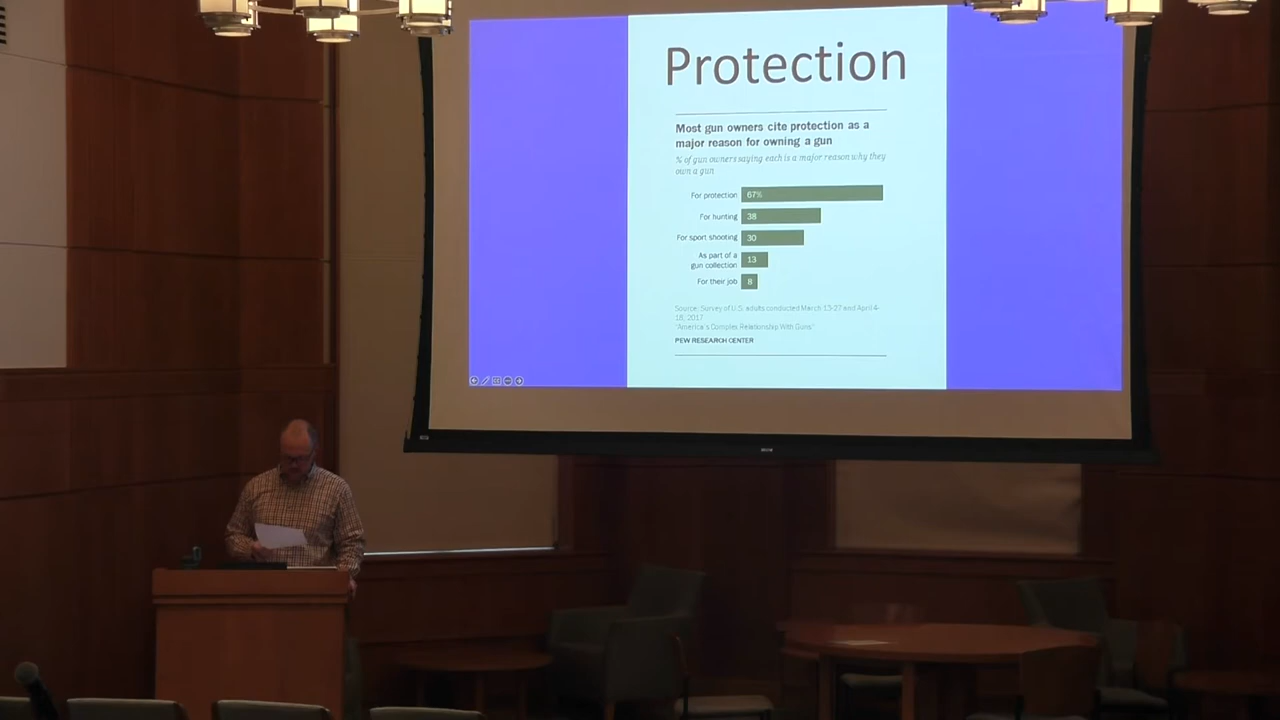 Protection
Most gun owners cite protection as a
major reason for owning a gun
% of gun owners saying each is a major reason why they
own a gun
For protection 67%
For hunting 38
For sport shooting 30
As part of a
gun collection 13
For their job 8
Source: Survey of U.S. adults conducted March 13-27 and April 4-
18, 2017
"America's Complex Relationship With Guns"
PEW RESEARCH CENTER